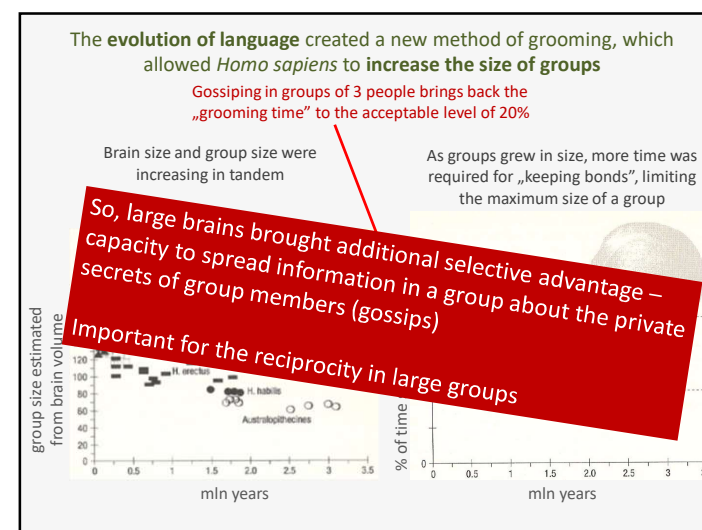 The evolution of language created a new method of grooming, which
allowed Homo sapiens to increase the size of groups
Gossiping in groups of 3 people brings back the
„grooming time" to the acceptable level of 20%
Brain size and group size were
increasing in tandem
As groups grew in size, more time was
required for „keeping bonds", limiting
the maximum size of a group
So, large brains brought additional selective advantage –
capacity to spread information in a group about the private
secrets of group members (gossips)
Important for the reciprocity in large groups
group size estimated
from brain volume
120
100
80
60
40
20
0
H. erectus
H. habilis
Australopithecines
0 0.5 1 1.5 2.0 2.5 3 3.5
mln years
% of time
0
0 0.5 1 1.5 2.0 2.5 3
mln years